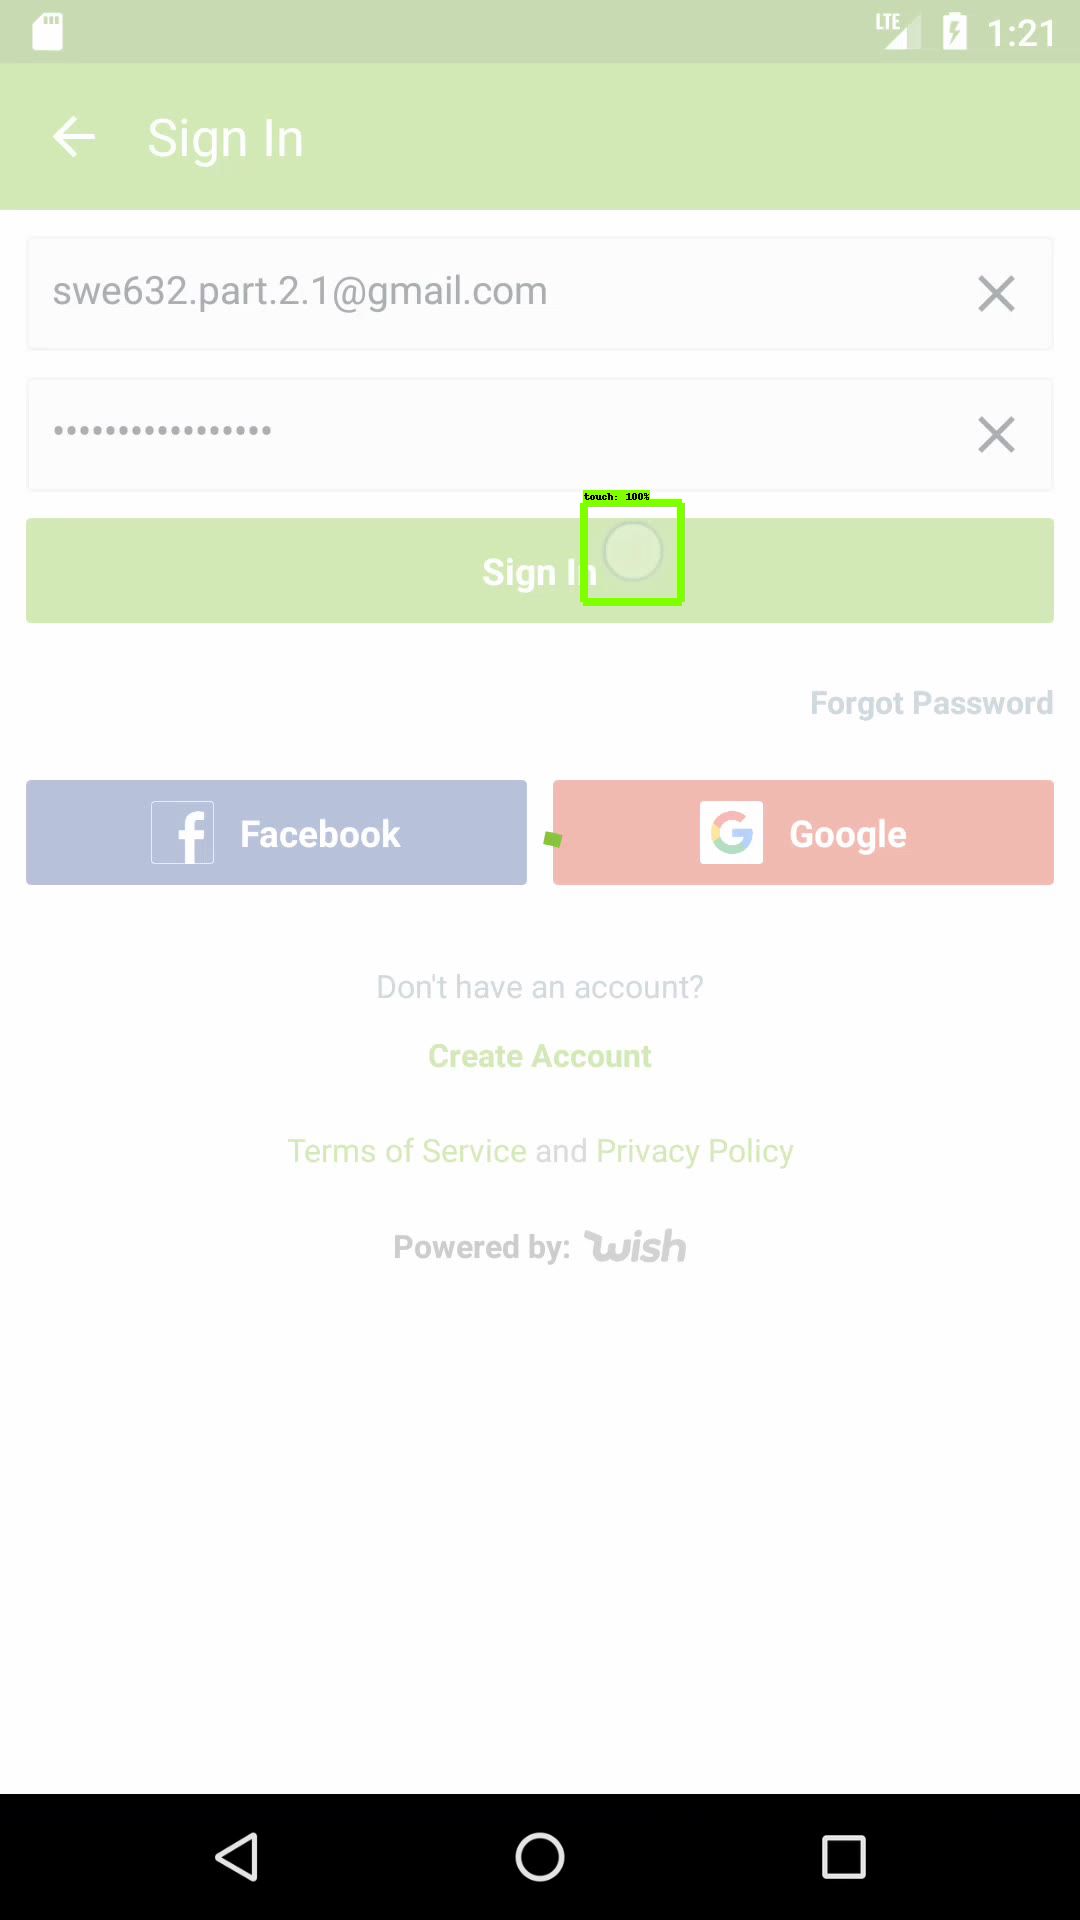 LTE 1:21
Sign In
swe632.part.2.1@gmail.com
•••••••••••••••••
touch: 100%
Sign In
Forgot Password
Facebook
Google
Don't have an account?
Create Account
Terms of Service and Privacy Policy
Powered by: wish